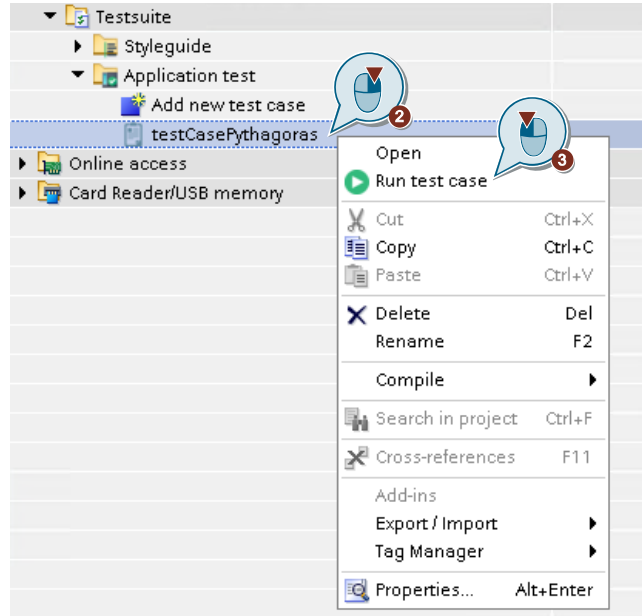 Testsuite
Styleguide
Application test
Add new test case
2
testCasePythagoras
3
Online access
Card Reader/USB memory
Open
Run test case
Cut Ctrl+X
Copy Ctrl+C
Paste Ctrl+V
Delete Del
Rename F2
Compile
Search in project Ctrl+F
Cross-references F11
Add-ins
Export / Import
Tag Manager
Properties... Alt+Enter